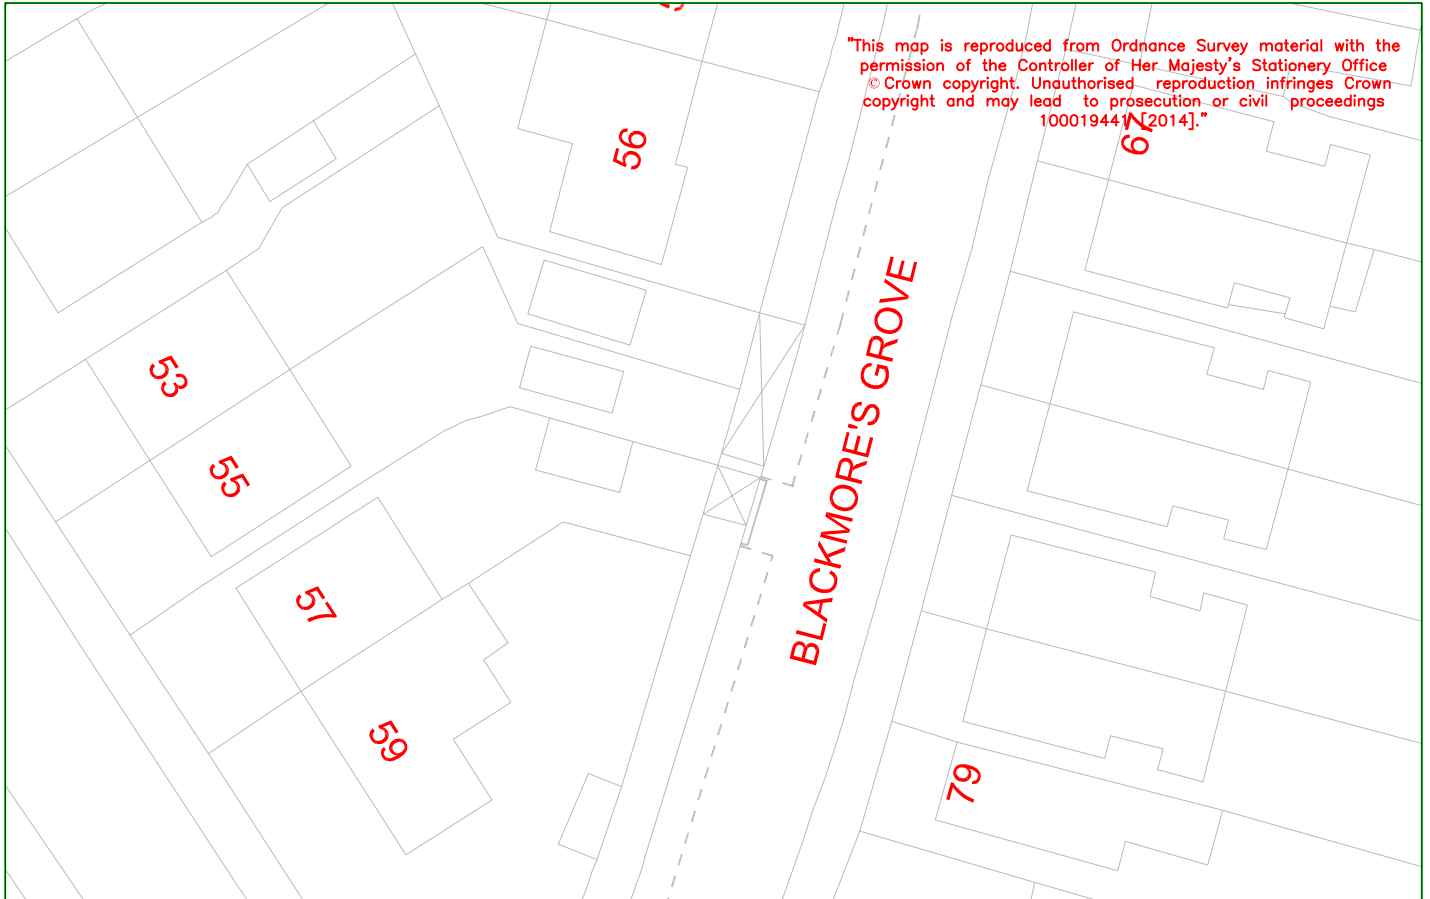 "This map is reproduced from Ordnance Survey material with the
permission of the Controller of Her Majesty's Stationery Office
© Crown copyright. Unauthorised reproduction infringes Crown
copyright and may lead to prosecution or civil proceedings
100019441 [2014]."
56
67
53
55
BLACKMORE'S GROVE
57
59
79